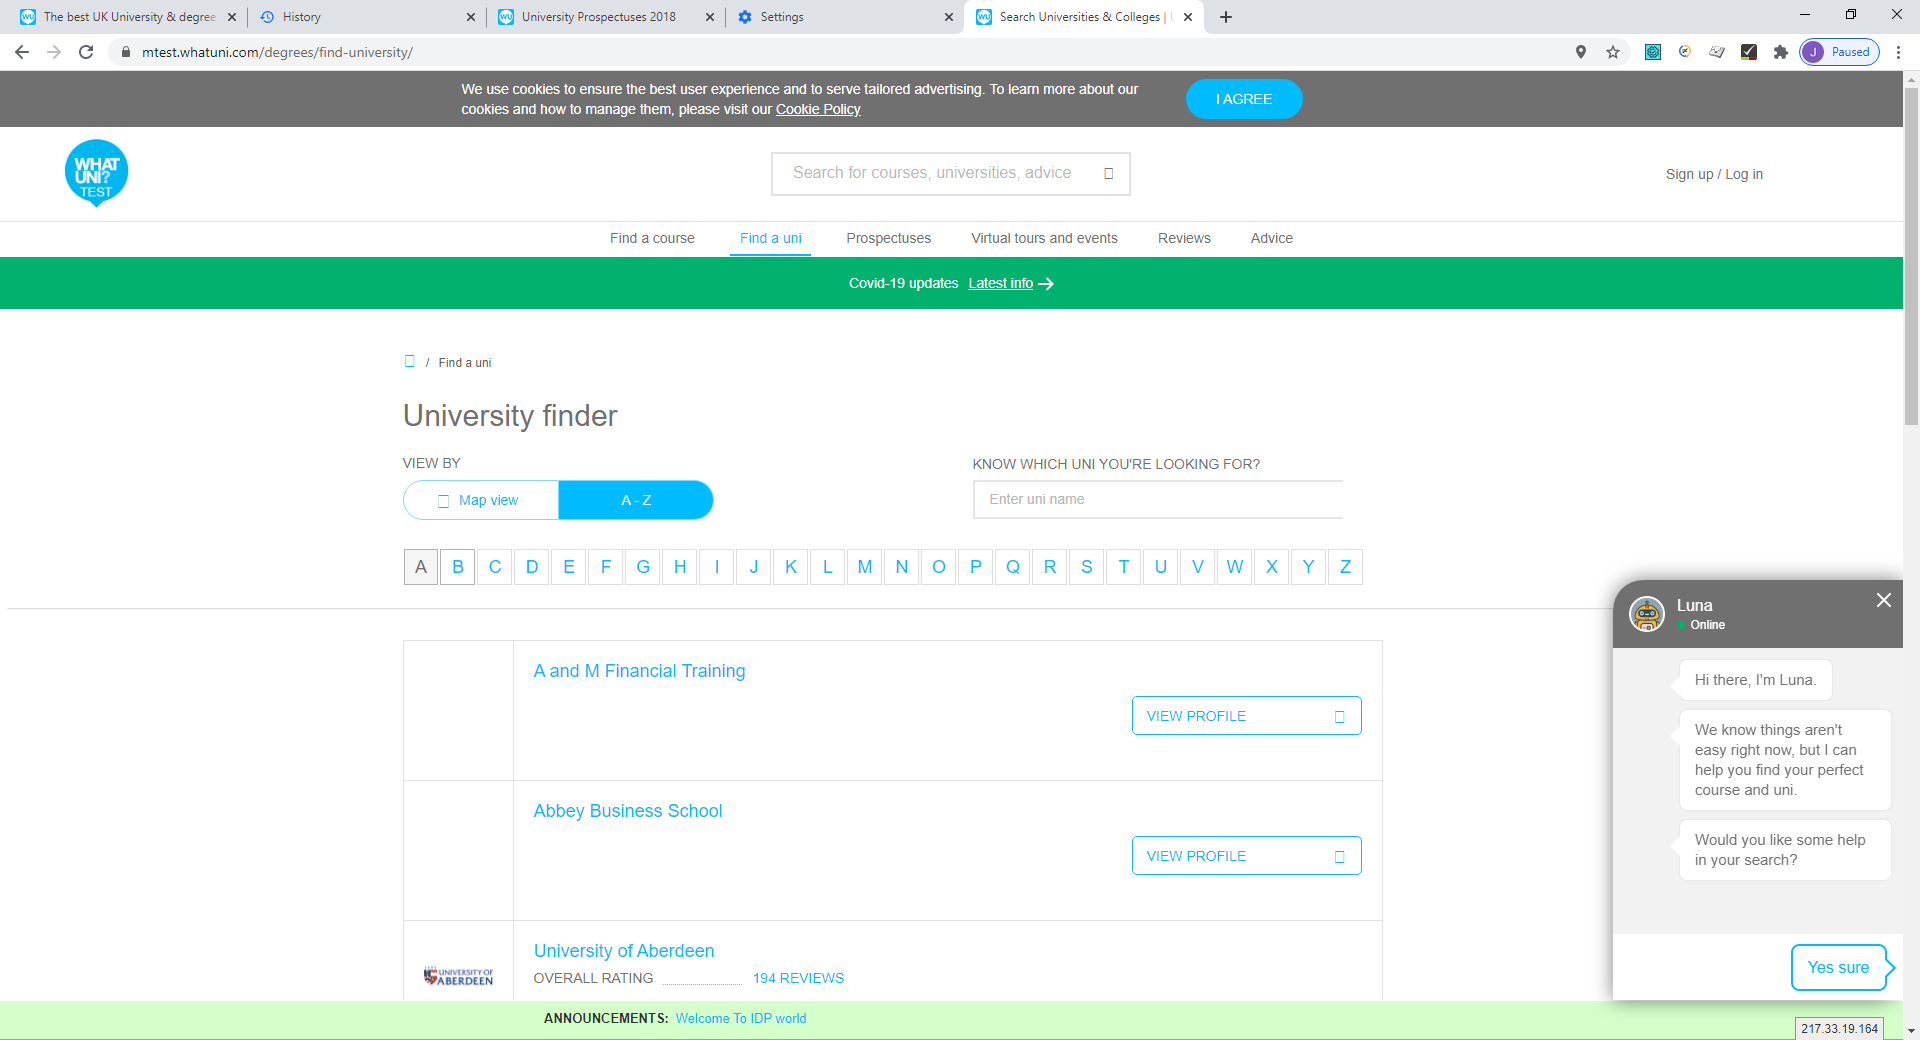 The best UK University & degree
History
University Prospectuses 2018
Settings
Search Universities & Colleges |
mtest.whatuni.com/degrees/find-university/
J Paused
We use cookies to ensure the best user experience and to serve tailored advertising. To learn more about our
cookies and how to manage them, please visit our Cookie Policy
I AGREE
WHAT
UNI?
TEST
Search for courses, universities, advice
Sign up / Log in
Find a course
Find a uni
Prospectuses
Virtual tours and events
Reviews
Advice
Covid-19 updates Latest info
/ Find a uni
University finder
VIEW BY
Map view
A - Z
KNOW WHICH UNI YOU'RE LOOKING FOR?
Enter uni name
A B C D E F G H I J K L M N O P Q R S T U V W X Y Z
A and M Financial Training
VIEW PROFILE
Abbey Business School
VIEW PROFILE
UNIVERSITY OF
ABERDEEN
University of Aberdeen
OVERALL RATING 194 REVIEWS
Luna
Online
Hi there, I'm Luna.
We know things aren't
easy right now, but I can
help you find your perfect
course and uni.
Would you like some help
in your search?
Yes sure
ANNOUNCEMENTS: Welcome To IDP world
217.33.19.164